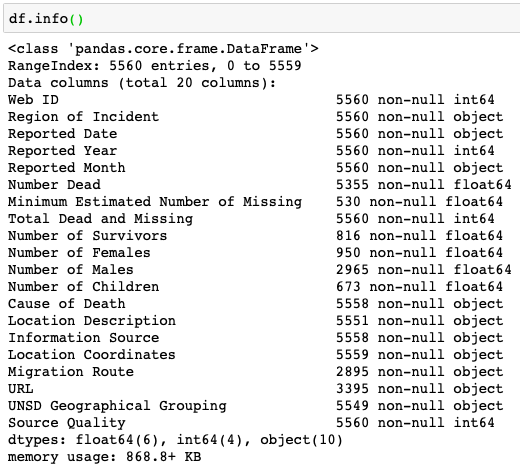 df.info()
<class 'pandas.core.frame.DataFrame'>
RangeIndex: 5560 entries, 0 to 5559
Data columns (total 20 columns):
Web ID                                 5560 non-null int64
Region of Incident                     5560 non-null object
Reported Date                          5560 non-null object
Reported Year                          5560 non-null int64
Reported Month                         5560 non-null object
Number Dead                            5355 non-null float64
Minimum Estimated Number of Missing    530 non-null float64
Total Dead and Missing                 5560 non-null int64
Number of Survivors                    816 non-null float64
Number of Females                      950 non-null float64
Number of Males                        2965 non-null float64
Number of Children                     673 non-null float64
Cause of Death                         5558 non-null object
Location Description                   5551 non-null object
Information Source                     5558 non-null object
Location Coordinates                   5559 non-null object
Migration Route                        2895 non-null object
URL                                    3395 non-null object
UNSD Geographical Grouping             5549 non-null object
Source Quality                         5560 non-null int64
dtypes: float64(6), int64(4), object(10)
memory usage: 868.8+ KB